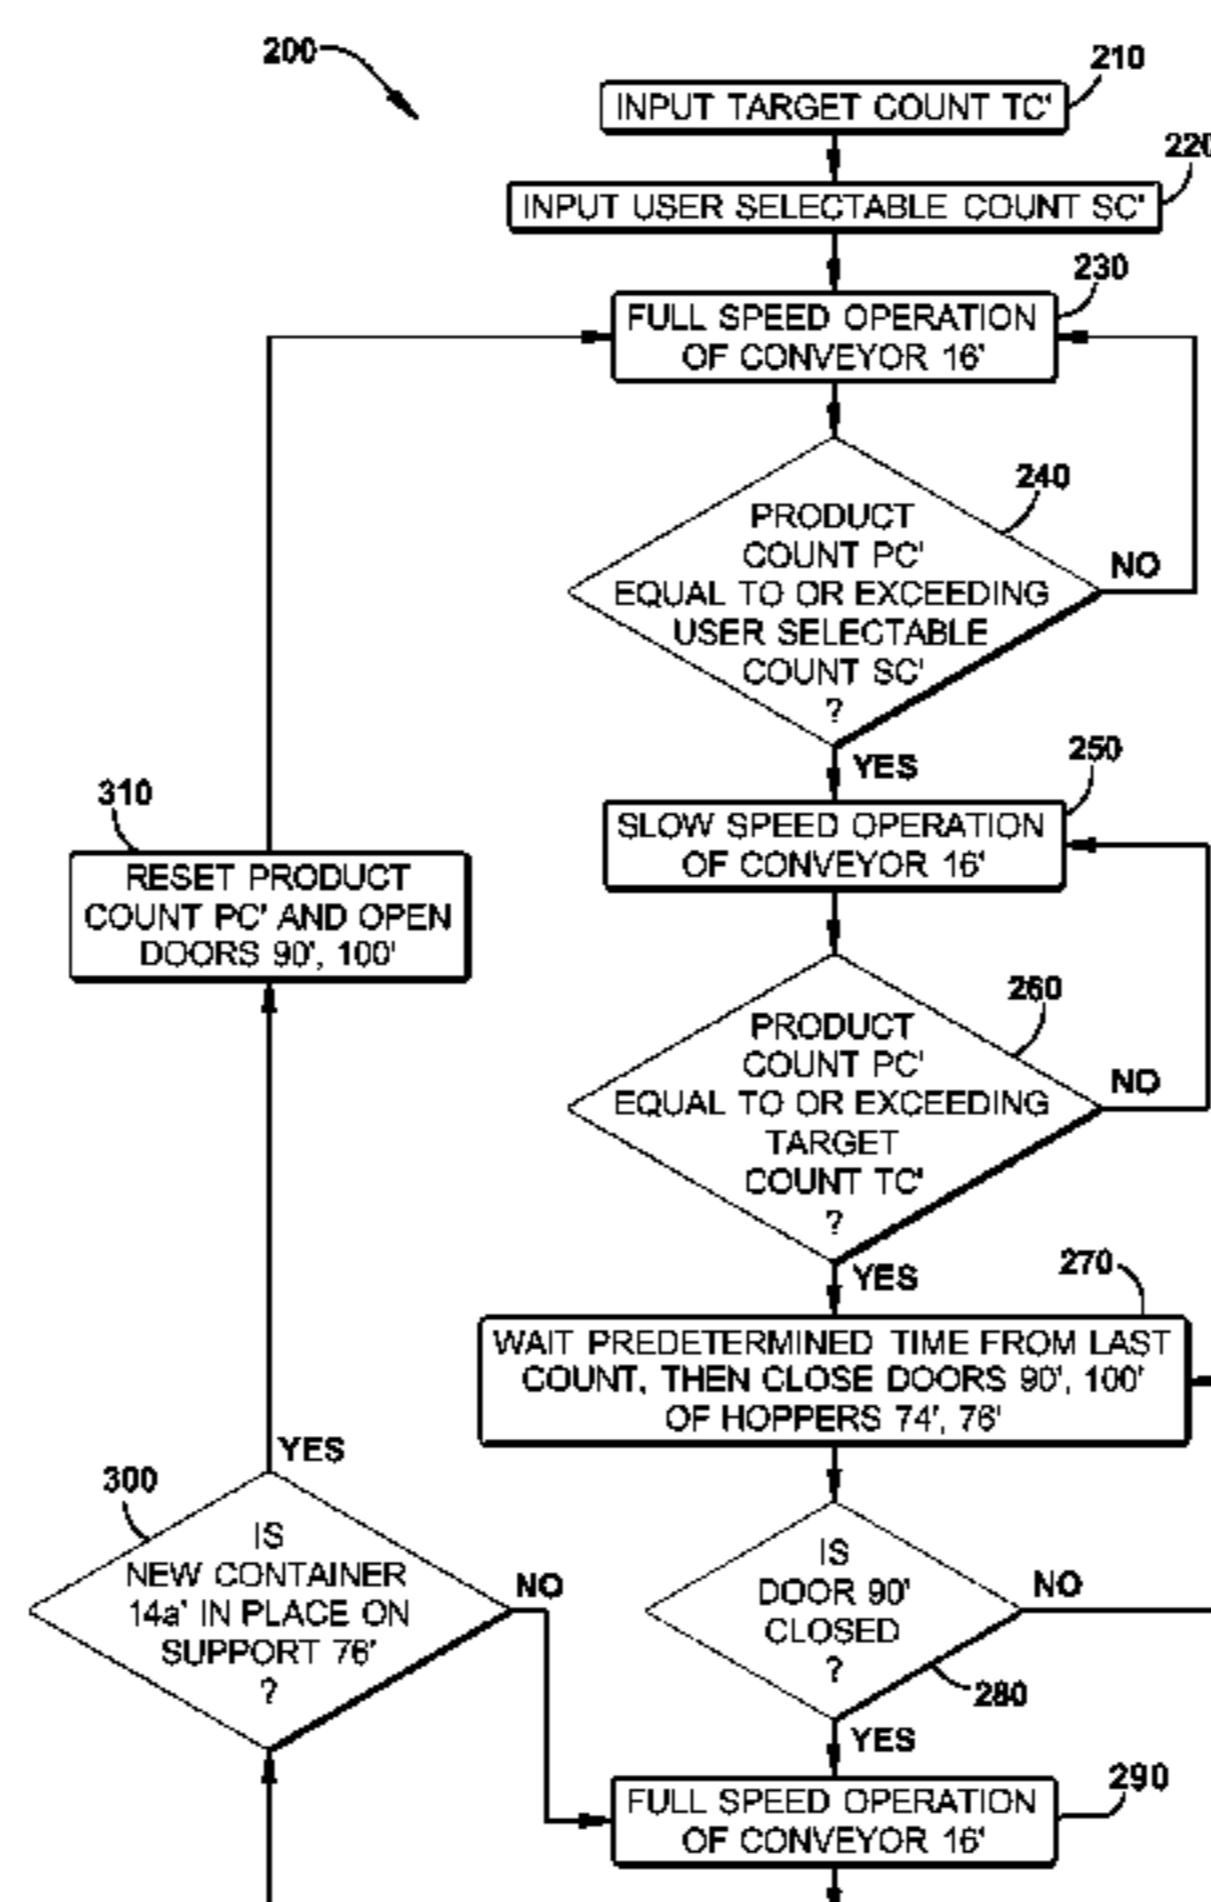 200
210
INPUT TARGET COUNT TC'
220
INPUT USER SELECTABLE COUNT SC'
230
FULL SPEED OPERATION
OF CONVEYOR 16'
240
PRODUCT
COUNT PC'
EQUAL TO OR EXCEEDING
USER SELECTABLE
COUNT SC'
?
NO
YES
250
SLOW SPEED OPERATION
OF CONVEYOR 16'
310
RESET PRODUCT
COUNT PC' AND OPEN
DOORS 90', 100'
260
PRODUCT
COUNT PC'
EQUAL TO OR EXCEEDING
TARGET
COUNT TC'
?
NO
YES
270
WAIT PREDETERMINED TIME FROM LAST
COUNT, THEN CLOSE DOORS 90', 100'
OF HOPPERS 74', 76'
YES
300
IS
NEW CONTAINER
14a' IN PLACE ON
SUPPORT 76'
?
NO
IS
DOOR 90'
CLOSED
?
NO
280
YES
290
FULL SPEED OPERATION
OF CONVEYOR 16'